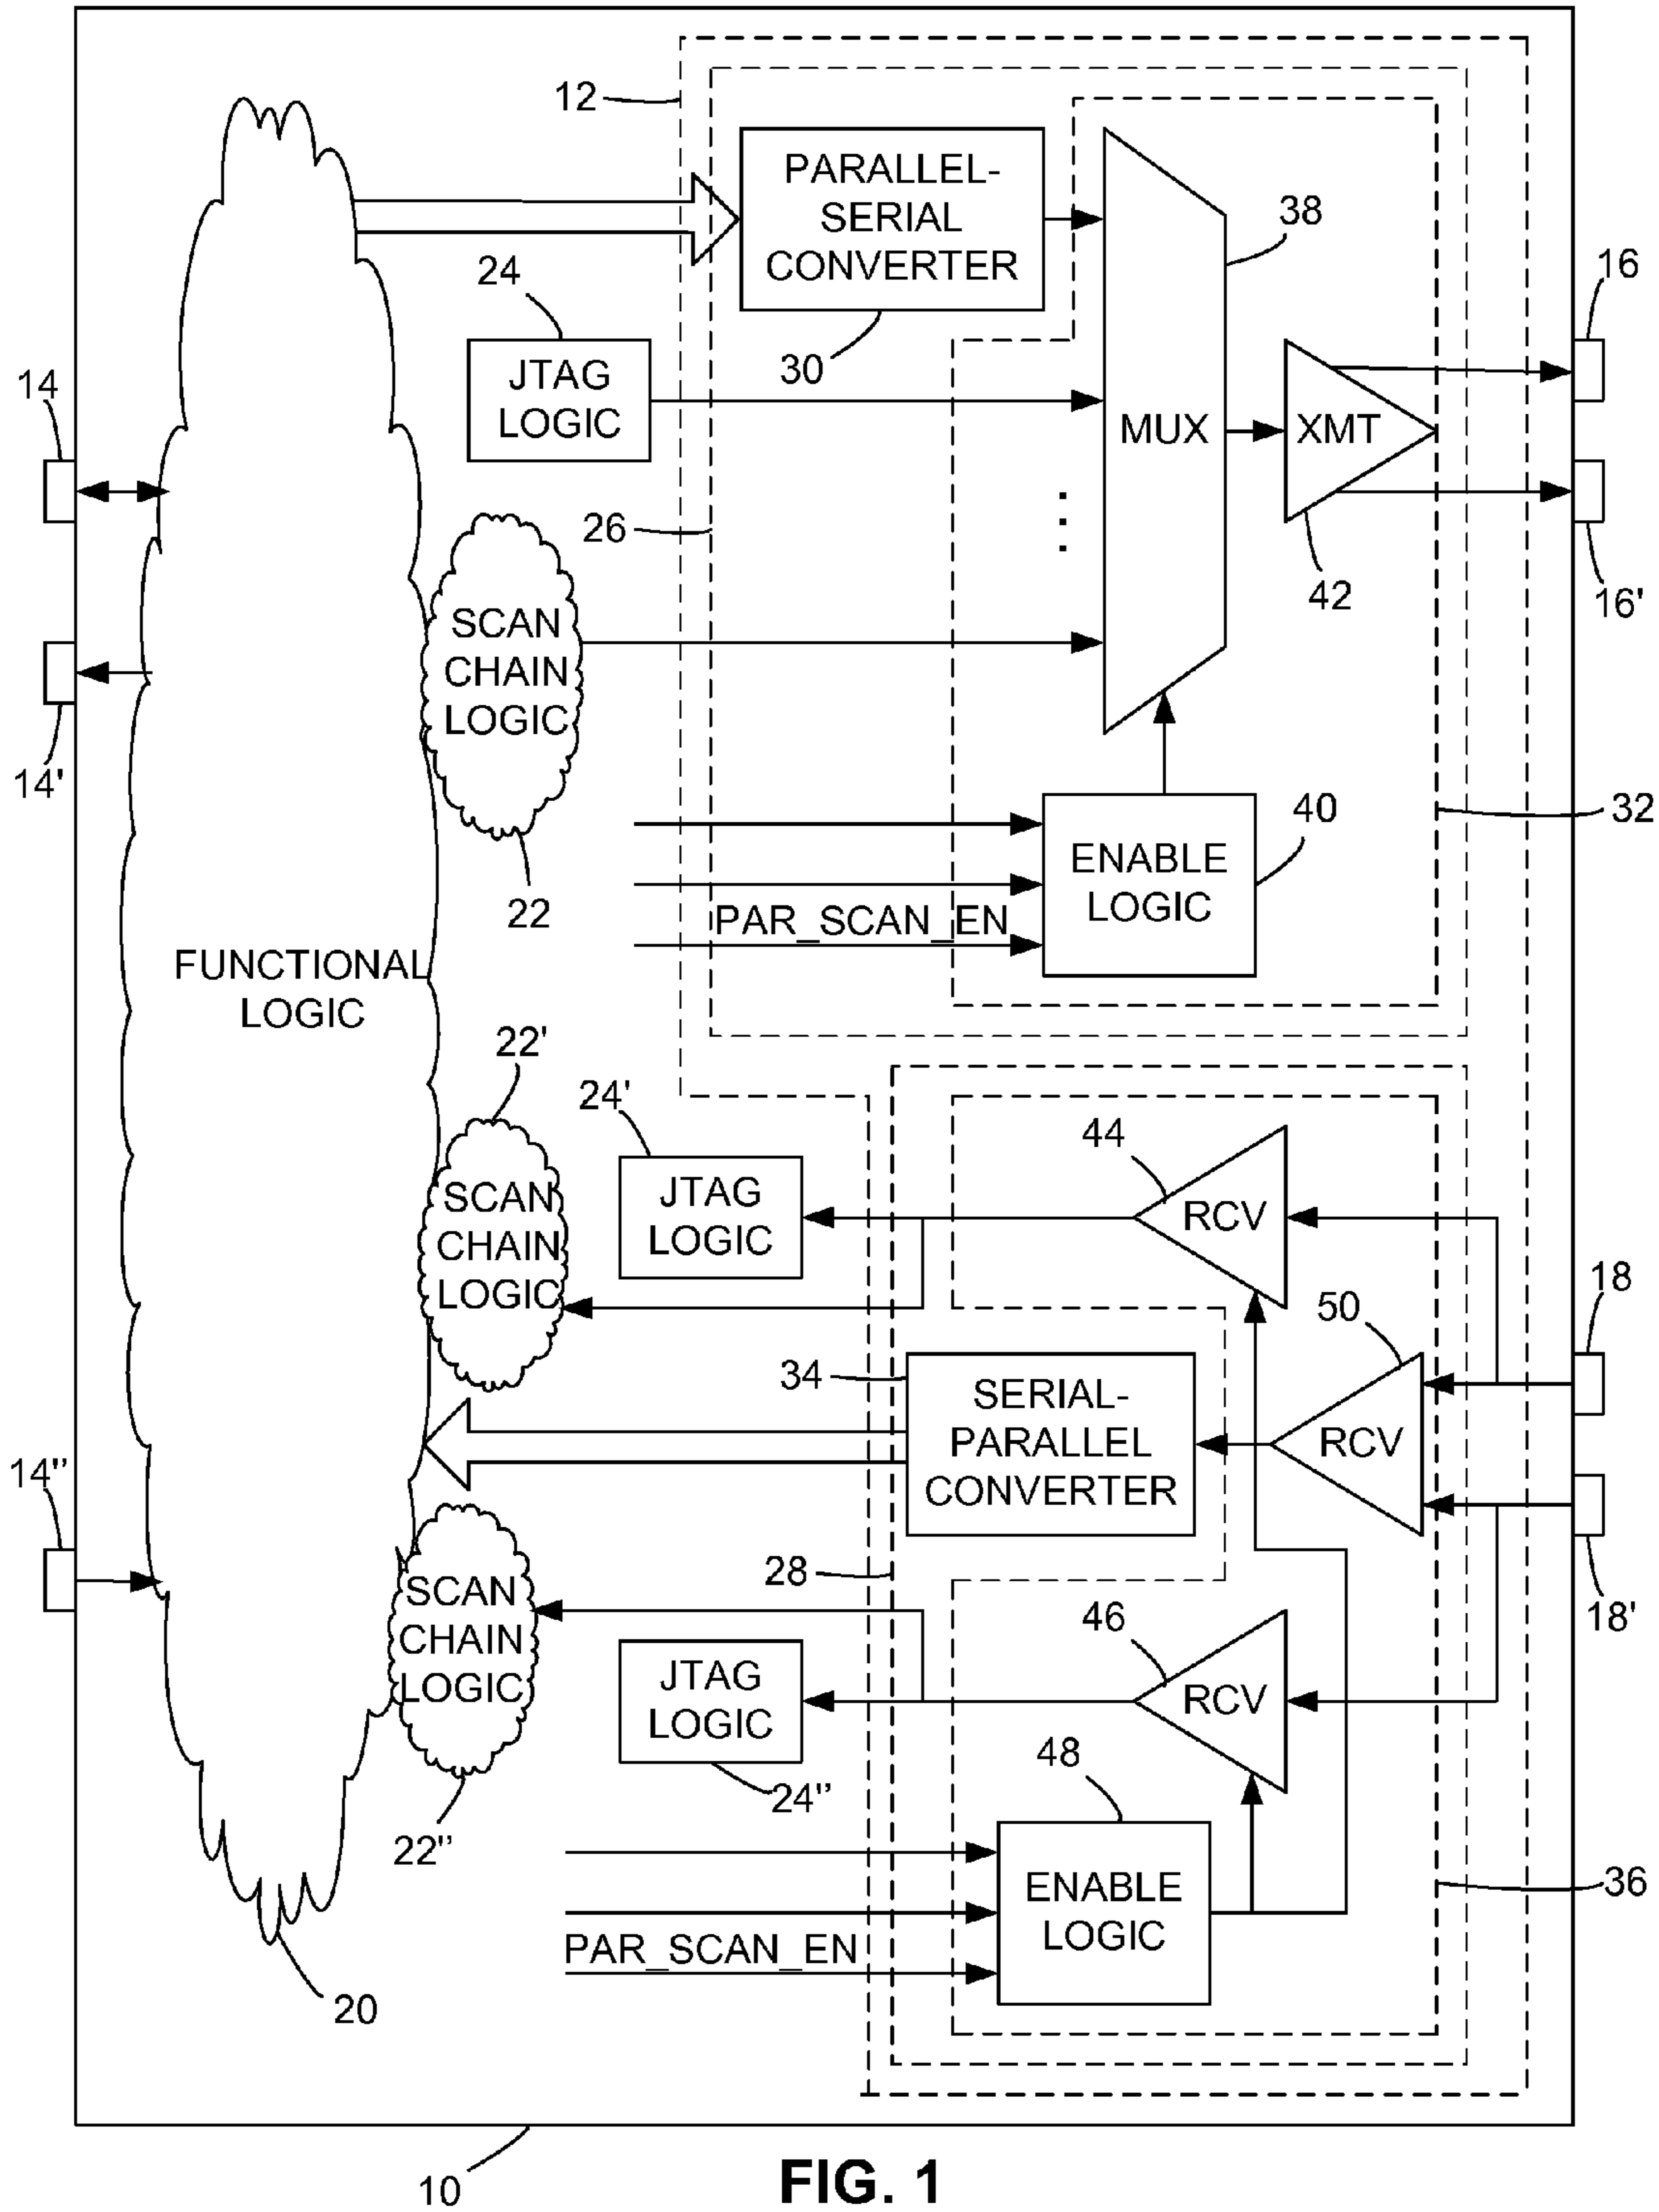 12
PARALLEL-
SERIAL
CONVERTER
38
24
16
30
14
JTAG
LOGIC
MUX
XMT
26
42
16'
SCAN
CHAIN
LOGIC
14'
40
32
ENABLE
LOGIC
22
PAR_SCAN_EN
FUNCTIONAL
LOGIC
22'
24'
44
SCAN
CHAIN
LOGIC
JTAG
LOGIC
RCV
18
50
34
SERIAL-
PARALLEL
CONVERTER
RCV
14"
28
SCAN
CHAIN
LOGIC
46
18'
JTAG
LOGIC
RCV
48
24"
22"
ENABLE
LOGIC
36
PAR_SCAN_EN
20
10
FIG. 1